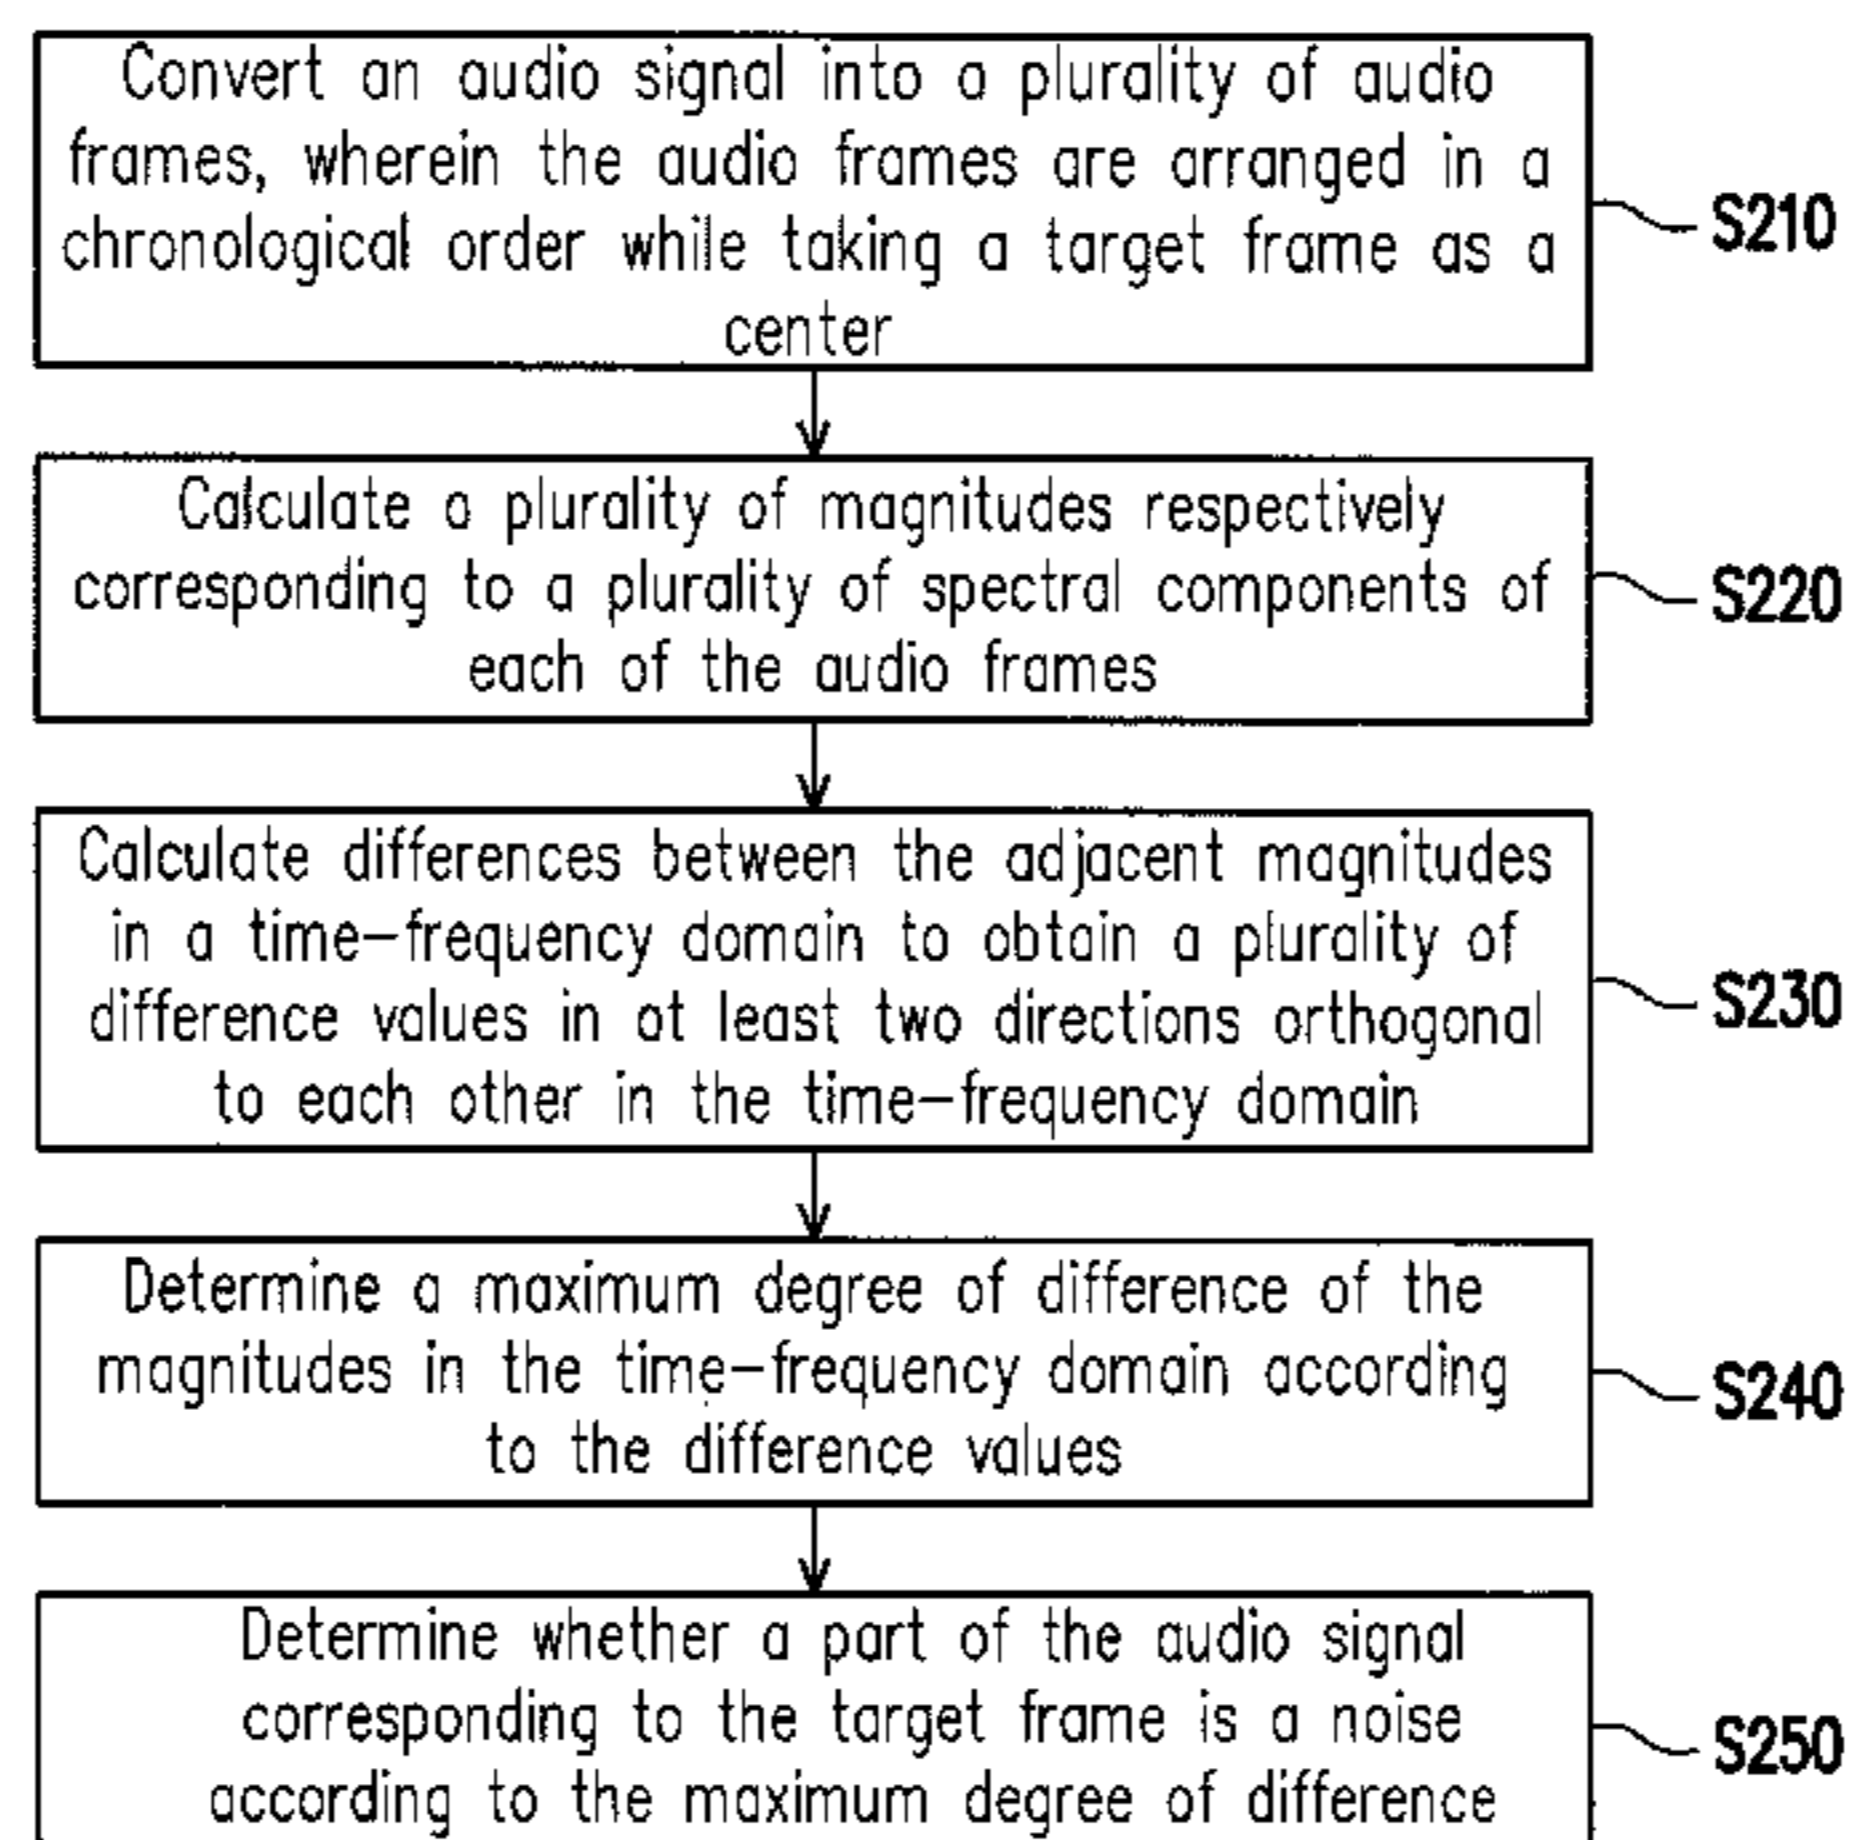 Convert an audio signal into a plurality of audio
frames, wherein the audio frames are arranged in a
chronological order while taking a target frame as a
center
S210
Calculate a plurality of magnitudes respectively
corresponding to a plurality of spectral components of
each of the audio frames
S220
Calculate differences between the adjacent magnitudes
in a time-frequency domain to obtain a plurality of
difference values in at least two directions orthogonal
to each other in the time-frequency domain
S230
Determine a maximum degree of difference of the
magnitudes in the time-frequency domain according
to the difference values
S240
Determine whether a part of the audio signal
corresponding to the target frame is a noise
according to the maximum degree of difference
S250